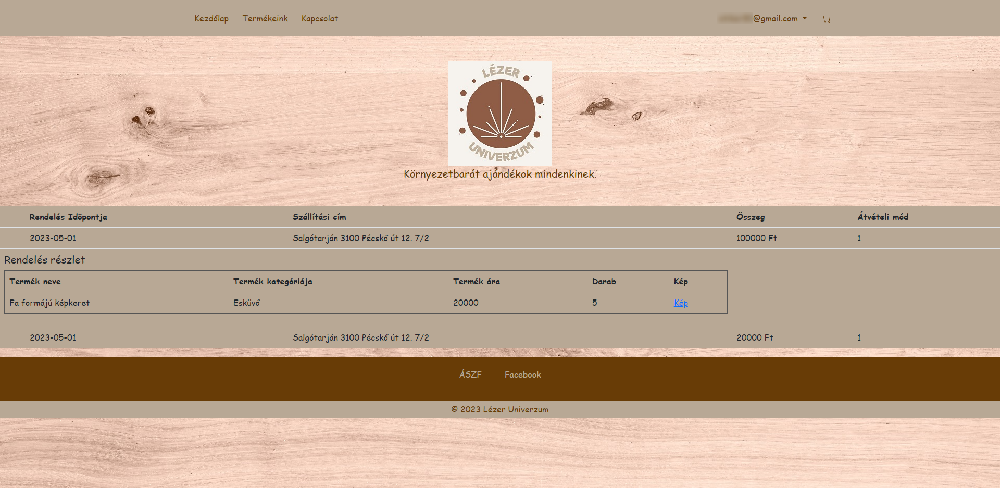 Kezdőlap Termékeink Kapcsolat @gmail.com
LÉZER
UNIVERZUM
Környezetbarát ajándékok mindenkinek.
Rendelés Időpontja Szállítási cím Összeg Átvételi mód
2023-05-01 Salgótarján 3100 Pécskő út 12. 7/2 100000 Ft 1
Rendelés részlet
Termék neve Termék kategóriája Termék ára Darab Kép
Fa formájú képkeret Esküvő 20000 5 Kép
2023-05-01 Salgótarján 3100 Pécskő út 12. 7/2 20000 Ft 1
ÁSZF Facebook
© 2023 Lézer Univerzum